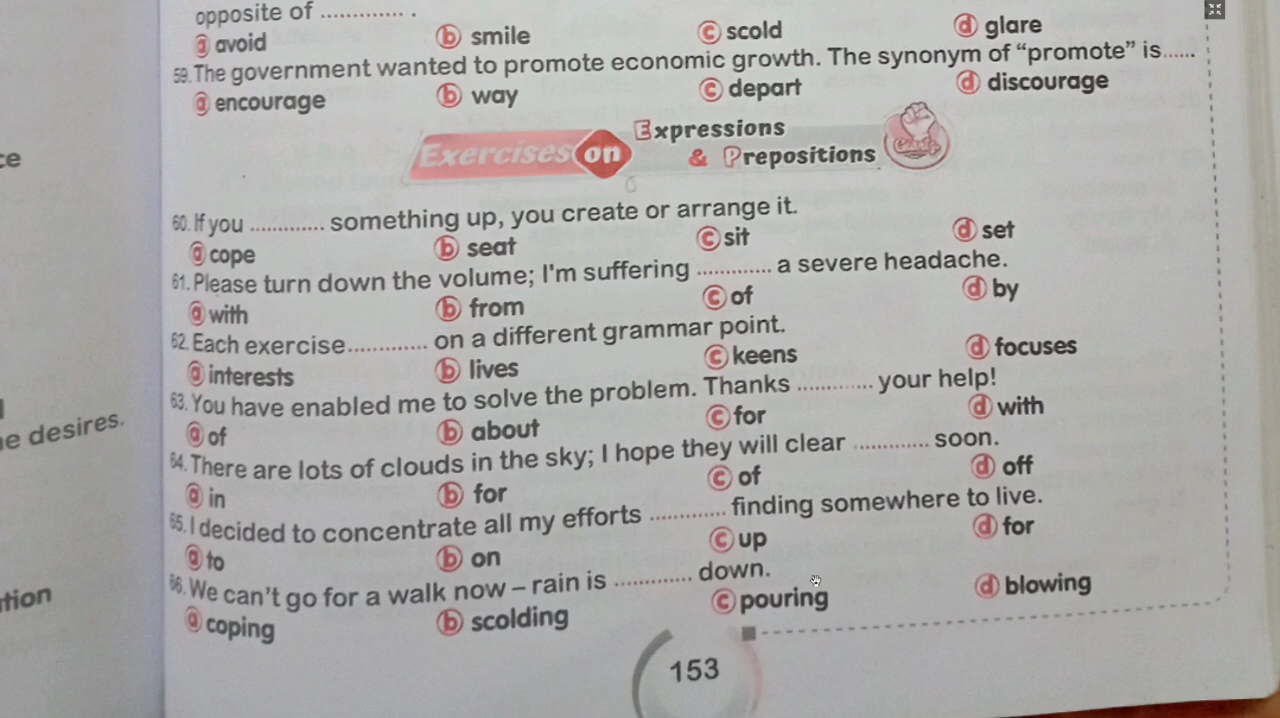 opposite of ............. .
ⓐ avoid ⓑ smile ⓒ scold ⓓ glare
59. The government wanted to promote economic growth. The synonym of “promote” is......
ⓐ encourage ⓑ way ⓒ depart ⓓ discourage
Exercises on Expressions
& Prepositions
60. If you ............. something up, you create or arrange it.
ⓐ cope ⓑ seat ⓒ sit ⓓ set
61. Please turn down the volume; I'm suffering ............. a severe headache.
ⓐ with ⓑ from ⓒ of ⓓ by
62. Each exercise............. on a different grammar point.
ⓐ interests ⓑ lives ⓒ keens ⓓ focuses
63. You have enabled me to solve the problem. Thanks ............. your help!
ⓐ of ⓑ about ⓒ for ⓓ with
64. There are lots of clouds in the sky; I hope they will clear ............. soon.
ⓐ in ⓑ for ⓒ of ⓓ off
65. I decided to concentrate all my efforts ............. finding somewhere to live.
ⓐ to ⓑ on ⓒ up ⓓ for
66. We can't go for a walk now – rain is ............. down.
ⓐ coping ⓑ scolding ⓒ pouring ⓓ blowing
153
desires.